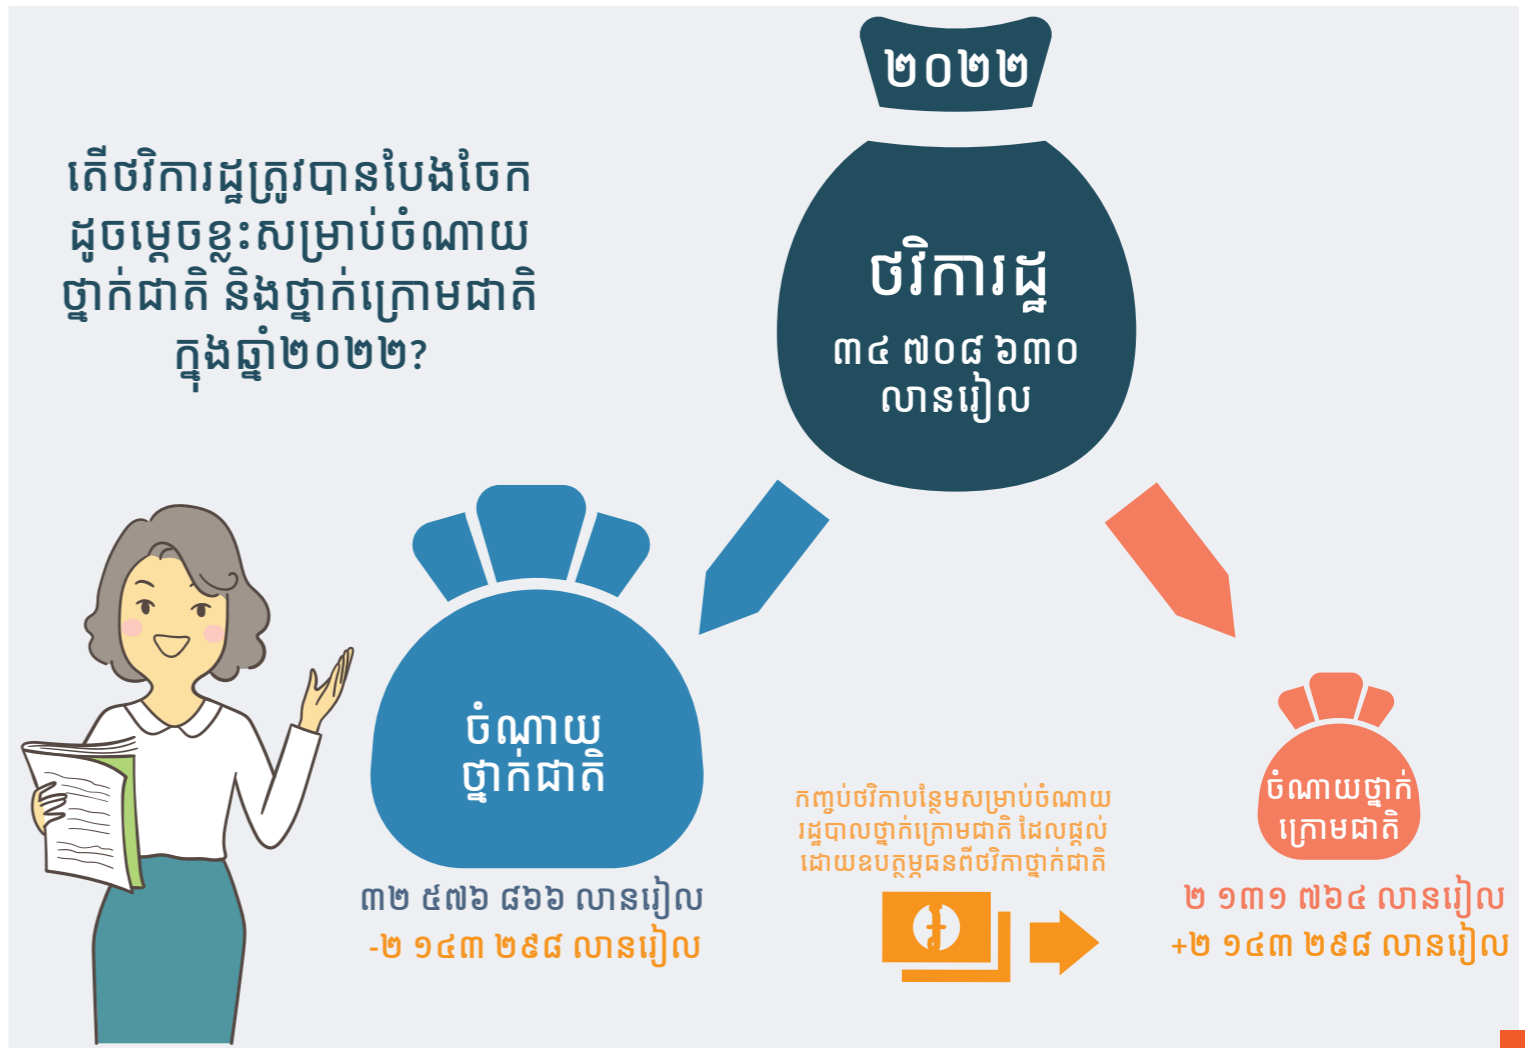 ២០២២
តើថវិការដ្ឋត្រូវបានបែងចែក
ដូចម្តេចខ្លះសម្រាប់ចំណាយ
ថ្នាក់ជាតិ និងថ្នាក់ក្រោមជាតិ
ក្នុងឆ្នាំ២០២២?
ថវិការដ្ឋ
៣៤ ៧០៨ ៦៣០
លានរៀល
ចំណាយ
ថ្នាក់ជាតិ
៣២ ៥៧៦ ៨៦៦ លានរៀល
-២ ១៤៣ ២៩៨ លានរៀល
កញ្ចប់ថវិកាបន្ថែមសម្រាប់ចំណាយ
រដ្ឋបាលថ្នាក់ក្រោមជាតិ ដែលផ្តល់
ដោយឧបត្ថម្ភធនពីថវិកាថ្នាក់ជាតិ
៛
ចំណាយថ្នាក់
ក្រោមជាតិ
២ ១៣១ ៧៦៤ លានរៀល
+២ ១៤៣ ២៩៨ លានរៀល